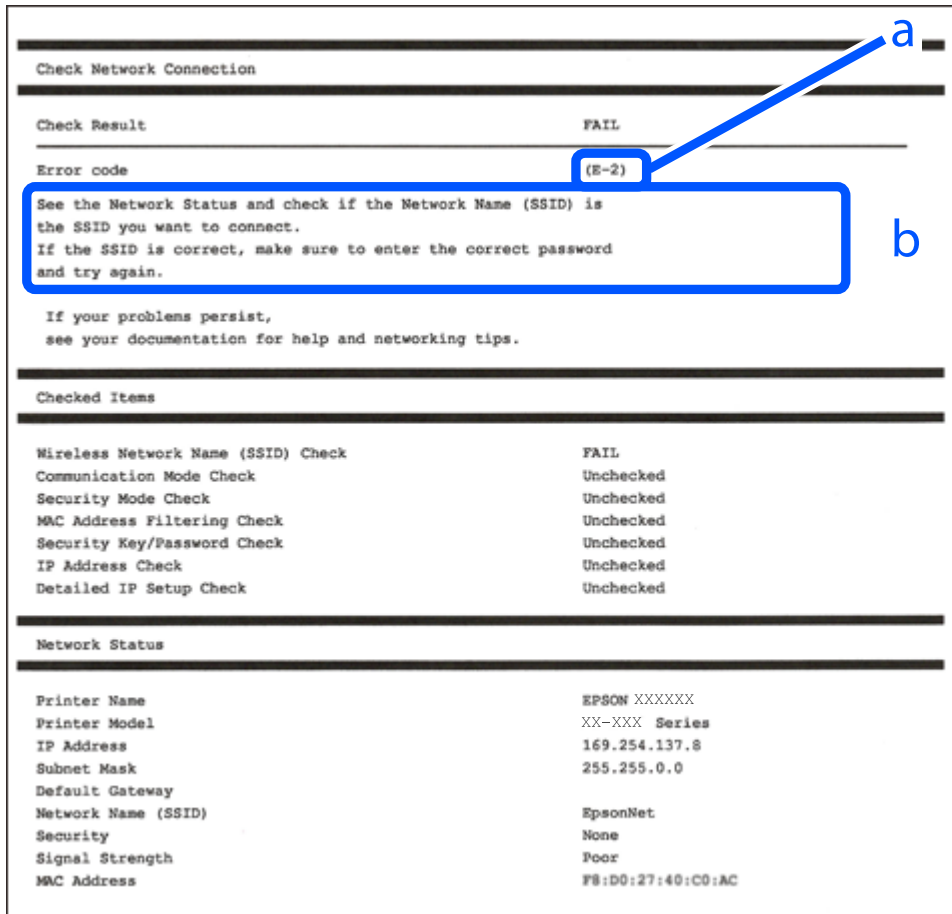 a
Check Network Connection
Check Result FAIL
Error code (E-2)
See the Network Status and check if the Network Name (SSID) is
the SSID you want to connect.
If the SSID is correct, make sure to enter the correct password
and try again.
b
If your problems persist,
see your documentation for help and networking tips.
Checked Items
Wireless Network Name (SSID) Check FAIL
Communication Mode Check Unchecked
Security Mode Check Unchecked
MAC Address Filtering Check Unchecked
Security Key/Password Check Unchecked
IP Address Check Unchecked
Detailed IP Setup Check Unchecked
Network Status
Printer Name EPSON XXXXXX
Printer Model XX-XXX Series
IP Address 169.254.137.8
Subnet Mask 255.255.0.0
Default Gateway
Network Name (SSID) EpsonNet
Security None
Signal Strength Poor
MAC Address F8:D0:27:40:C0:AC